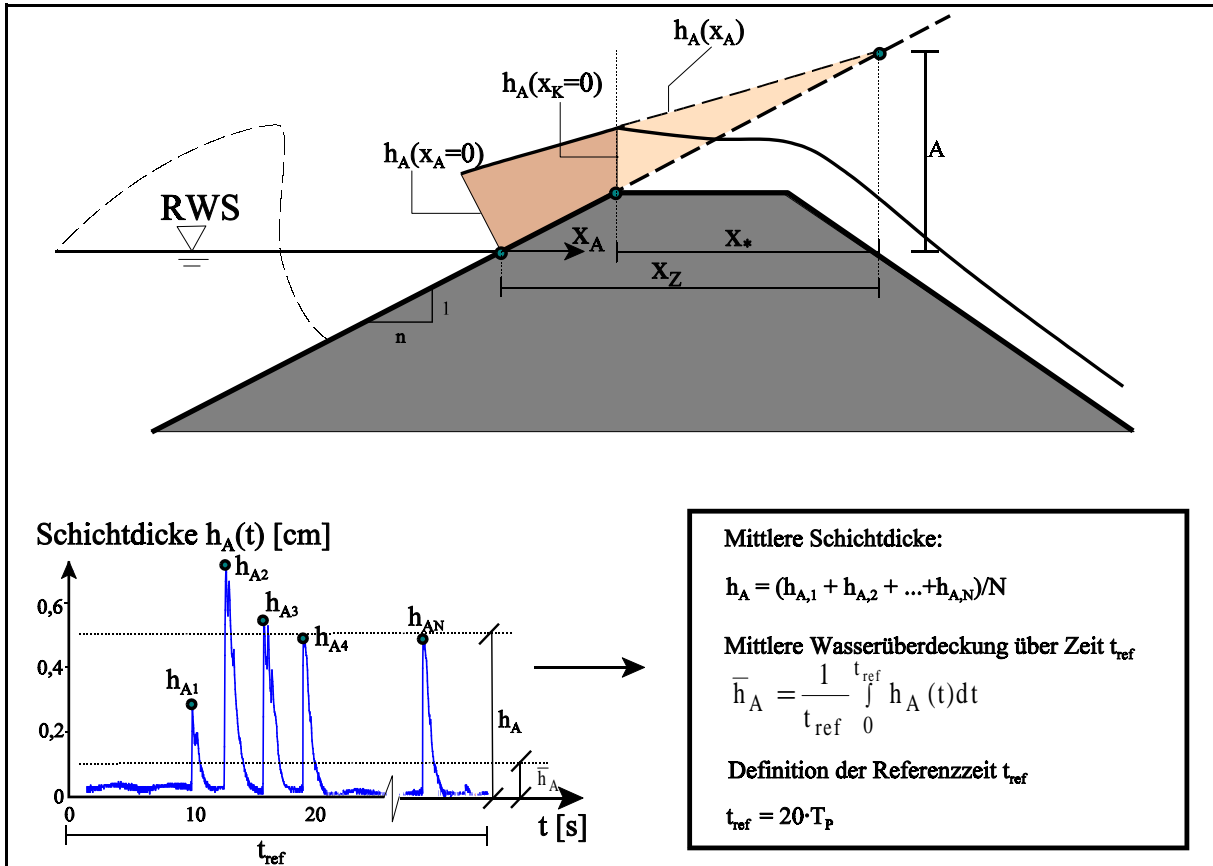 h_A(x_A)
h_A(x_K=0)
h_A(x_A=0)
A
RWS
x_A
x_*
x_Z
1
n
Schichtdicke h_A(t) [cm]
h_A2
0,6
h_A3
h_A4
h_AN
0,4
h_A1
0,2
h_A
h̅_A
0
10
20
0
t [s]
t_ref
Mittlere Schichtdicke:
h_A = (h_A,1 + h_A,2 + ...+h_A,N)/N
Mittlere Wasserüberdeckung über Zeit t_ref
h̅_A = 1/t_ref ∫_0^t_ref h_A (t)dt
Definition der Referenzzeit t_ref
t_ref = 20·T_P